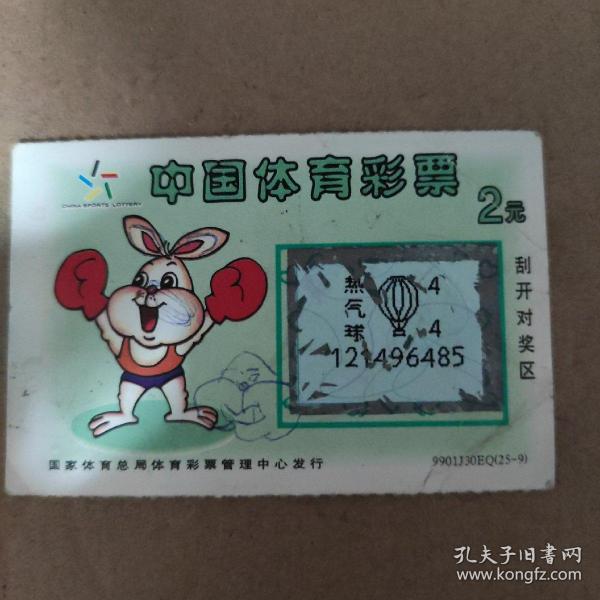 CHINA SPORTS LOTTERY
中国体育彩票
2元
刮开对奖区
热气球
4
4
121496485
国家体育总局体育彩票管理中心发行
9901J30EQ(25-9)
孔夫子旧书网
www.kongfz.com